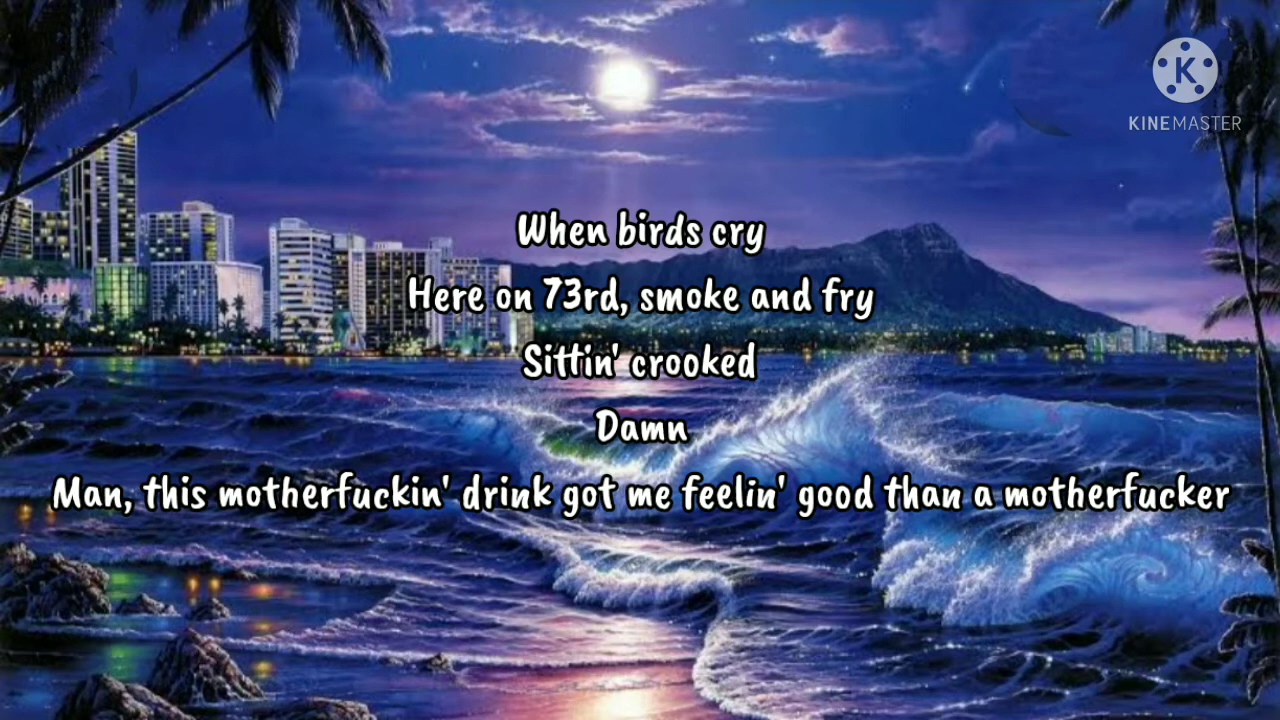 K
KINEMASTER
When birds cry
Here on 73rd, smoke and fry
Sittin' crooked
Damn
Man, this motherfuckin' drink got me feelin' good than a motherfucker